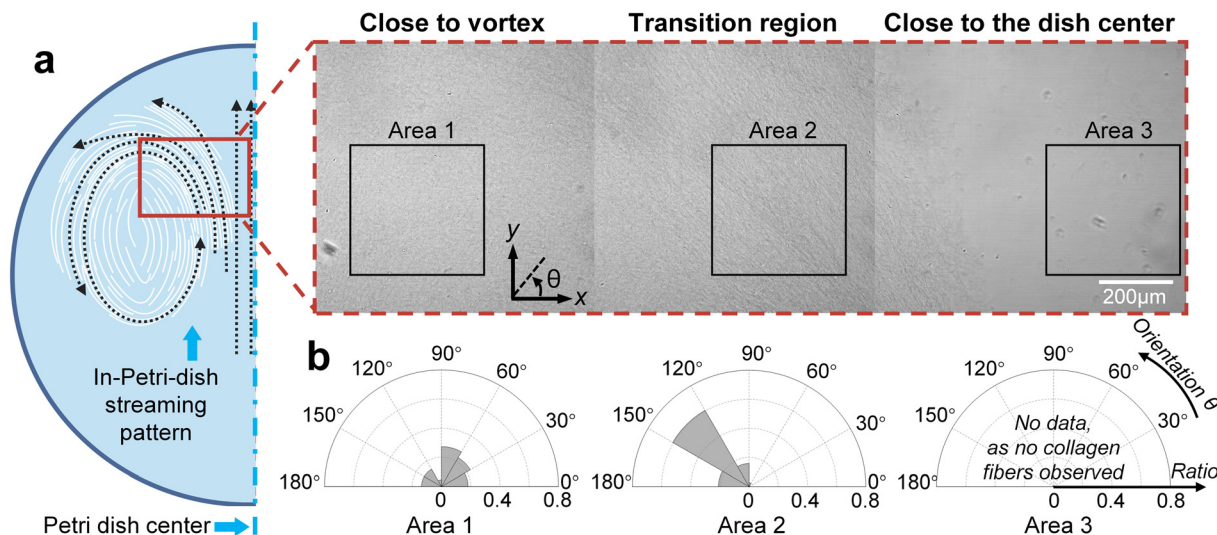 a
Close to vortex
Transition region
Close to the dish center
Area 1
Area 2
Area 3
y
θ
x
200μm
In-Petri-dish
streaming
pattern
Petri dish center
b
90°
120°
60°
150°
30°
180°
0°
0
0.4
0.8
Area 1
90°
120°
60°
150°
30°
180°
0°
0
0.4
0.8
Area 2
90°
120°
60°
150°
30°
180°
Orientation θ
No data,
as no collagen
fibers observed
Ratio
0
0.4
0.8
Area 3